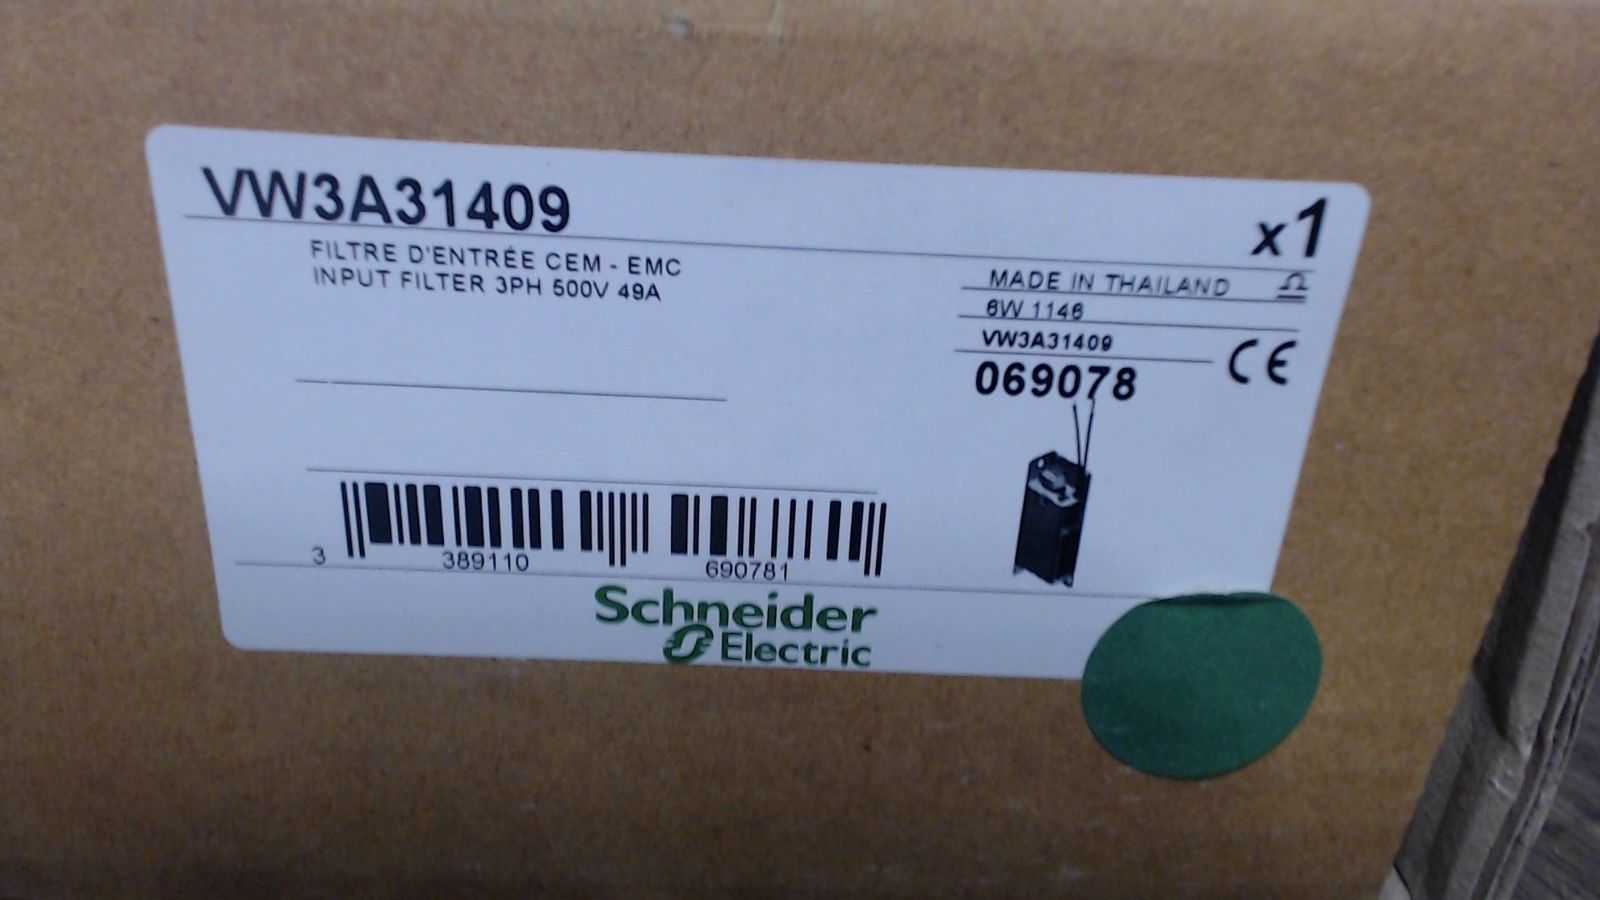 VW3A31409
x1
FILTRE D'ENTRÉE CEM - EMC
INPUT FILTER 3PH 500V 49A
MADE IN THAILAND
6W 1146
VW3A31409
CE
069078
3 389110 690781
Schneider
Electric